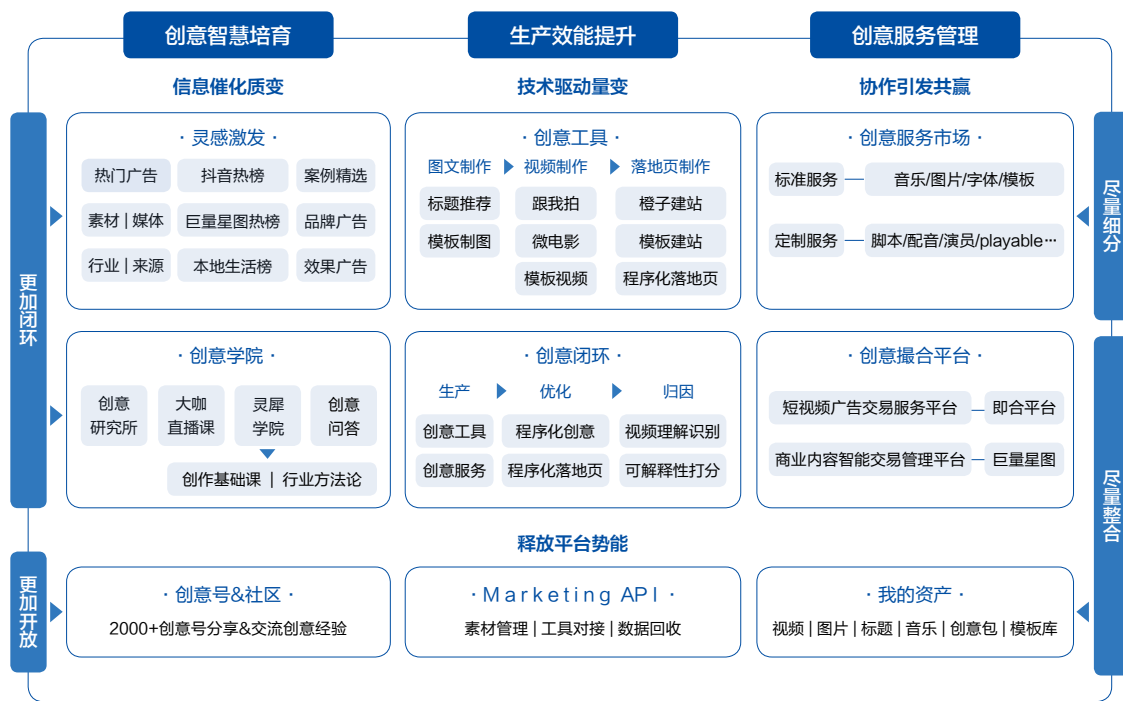 创意智慧培育
生产效能提升
创意服务管理
信息催化质变
技术驱动量变
协作引发共赢
更加闭环
· 灵感激发 ·
热门广告 抖音热榜 案例精选
素材 | 媒体 巨量星图热榜 品牌广告
行业 | 来源 本地生活榜 效果广告
· 创意工具 ·
图文制作 视频制作 落地页制作
标题推荐 跟我拍 橙子建站
模板制图 微电影 模板建站
模板视频 程序化落地页
· 创意服务市场 ·
标准服务 音乐/图片/字体/模板
定制服务 脚本/配音/演员/playable…
尽量细分
· 创意学院 ·
创意 大咖 灵犀 创意
研究所 直播课 学院 问答
创作基础课 | 行业方法论
· 创意闭环 ·
生产 优化 归因
创意工具 程序化创意 视频理解识别
创意服务 程序化落地页 可解释性打分
· 创意撮合平台 ·
短视频广告交易服务平台 即合平台
商业内容智能交易管理平台 巨量星图
尽量整合
释放平台势能
更加开放
· 创意号&社区 ·
2000+创意号分享&交流创意经验
· Marketing API ·
素材管理 | 工具对接 | 数据回收
· 我的资产 ·
视频 | 图片 | 标题 | 音乐 | 创意包 | 模板库